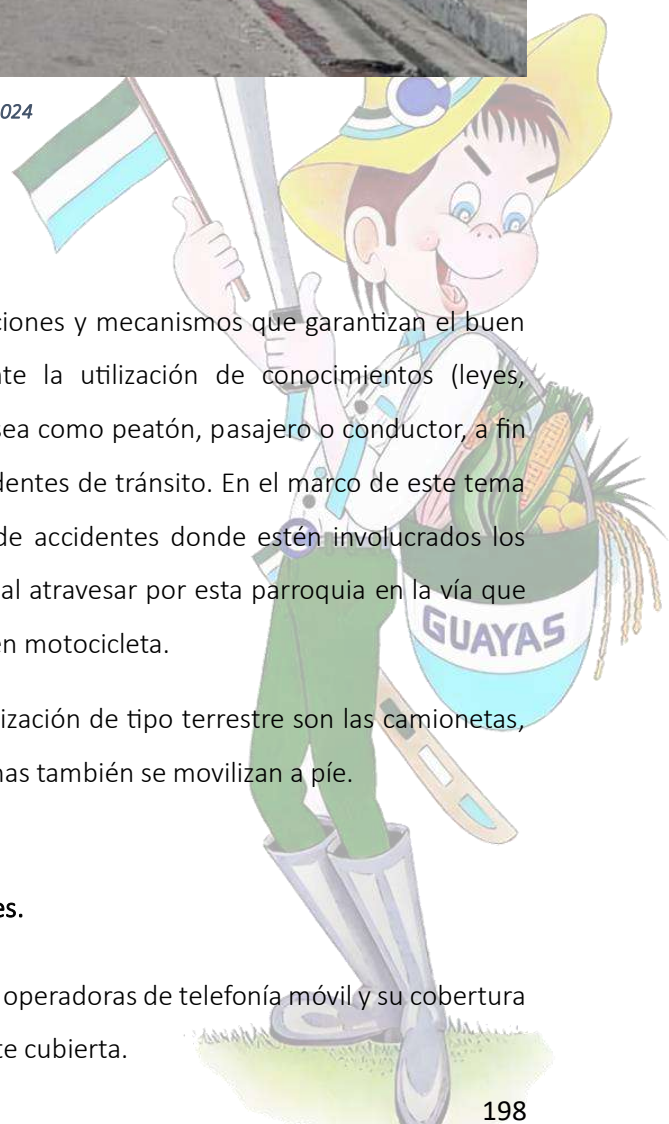 024
ciones y mecanismos que garantizan el buen
te la utilización de conocimientos (leyes,
sea como peatón, pasajero o conductor, a fin
dentes de tránsito. En el marco de este tema
de accidentes donde estén involucrados los
al atravesar por esta parroquia en la vía que
en motocicleta.
GUAYAS
ización de tipo terrestre son las camionetas,
nas también se movilizan a píe.
es.
operadoras de telefonía móvil y su cobertura
te cubierta.
198